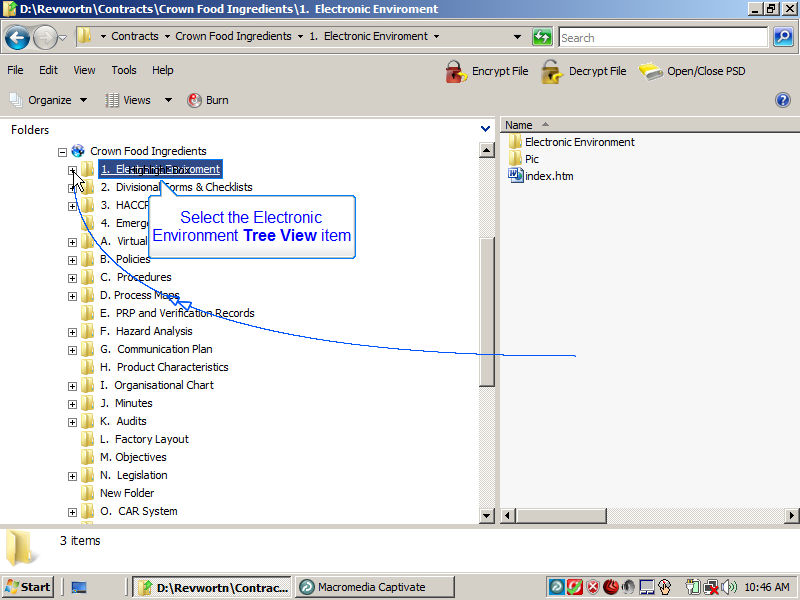 D:\Revwortn\Contracts\Crown Food Ingredients\1. Electronic Enviroment
Contracts Crown Food Ingredients 1. Electronic Enviroment Search
File Edit View Tools Help Encrypt File Decrypt File Open/Close PSD
Organize Views Burn
Folders
Name
Crown Food Ingredients
1. Enviroment
2. Divisional Forms & Checklists
3. HACCP
4.
A. Virtual
B. Policies
C. Procedures
D. Process Maps
E. PRP and Verification Records
F. Hazard Analysis
G. Communication Plan
H. Product Characteristics
I. Organisational Chart
J. Minutes
K. Audits
L. Factory Layout
M. Objectives
N. Legislation
New Folder
O. CAR System
Select the Electronic
Environment Tree View item
Electronic Environment
Pic
index.htm
3 items
Start D:\Revwortn\Contrac... Macromedia Captivate 10:46 AM